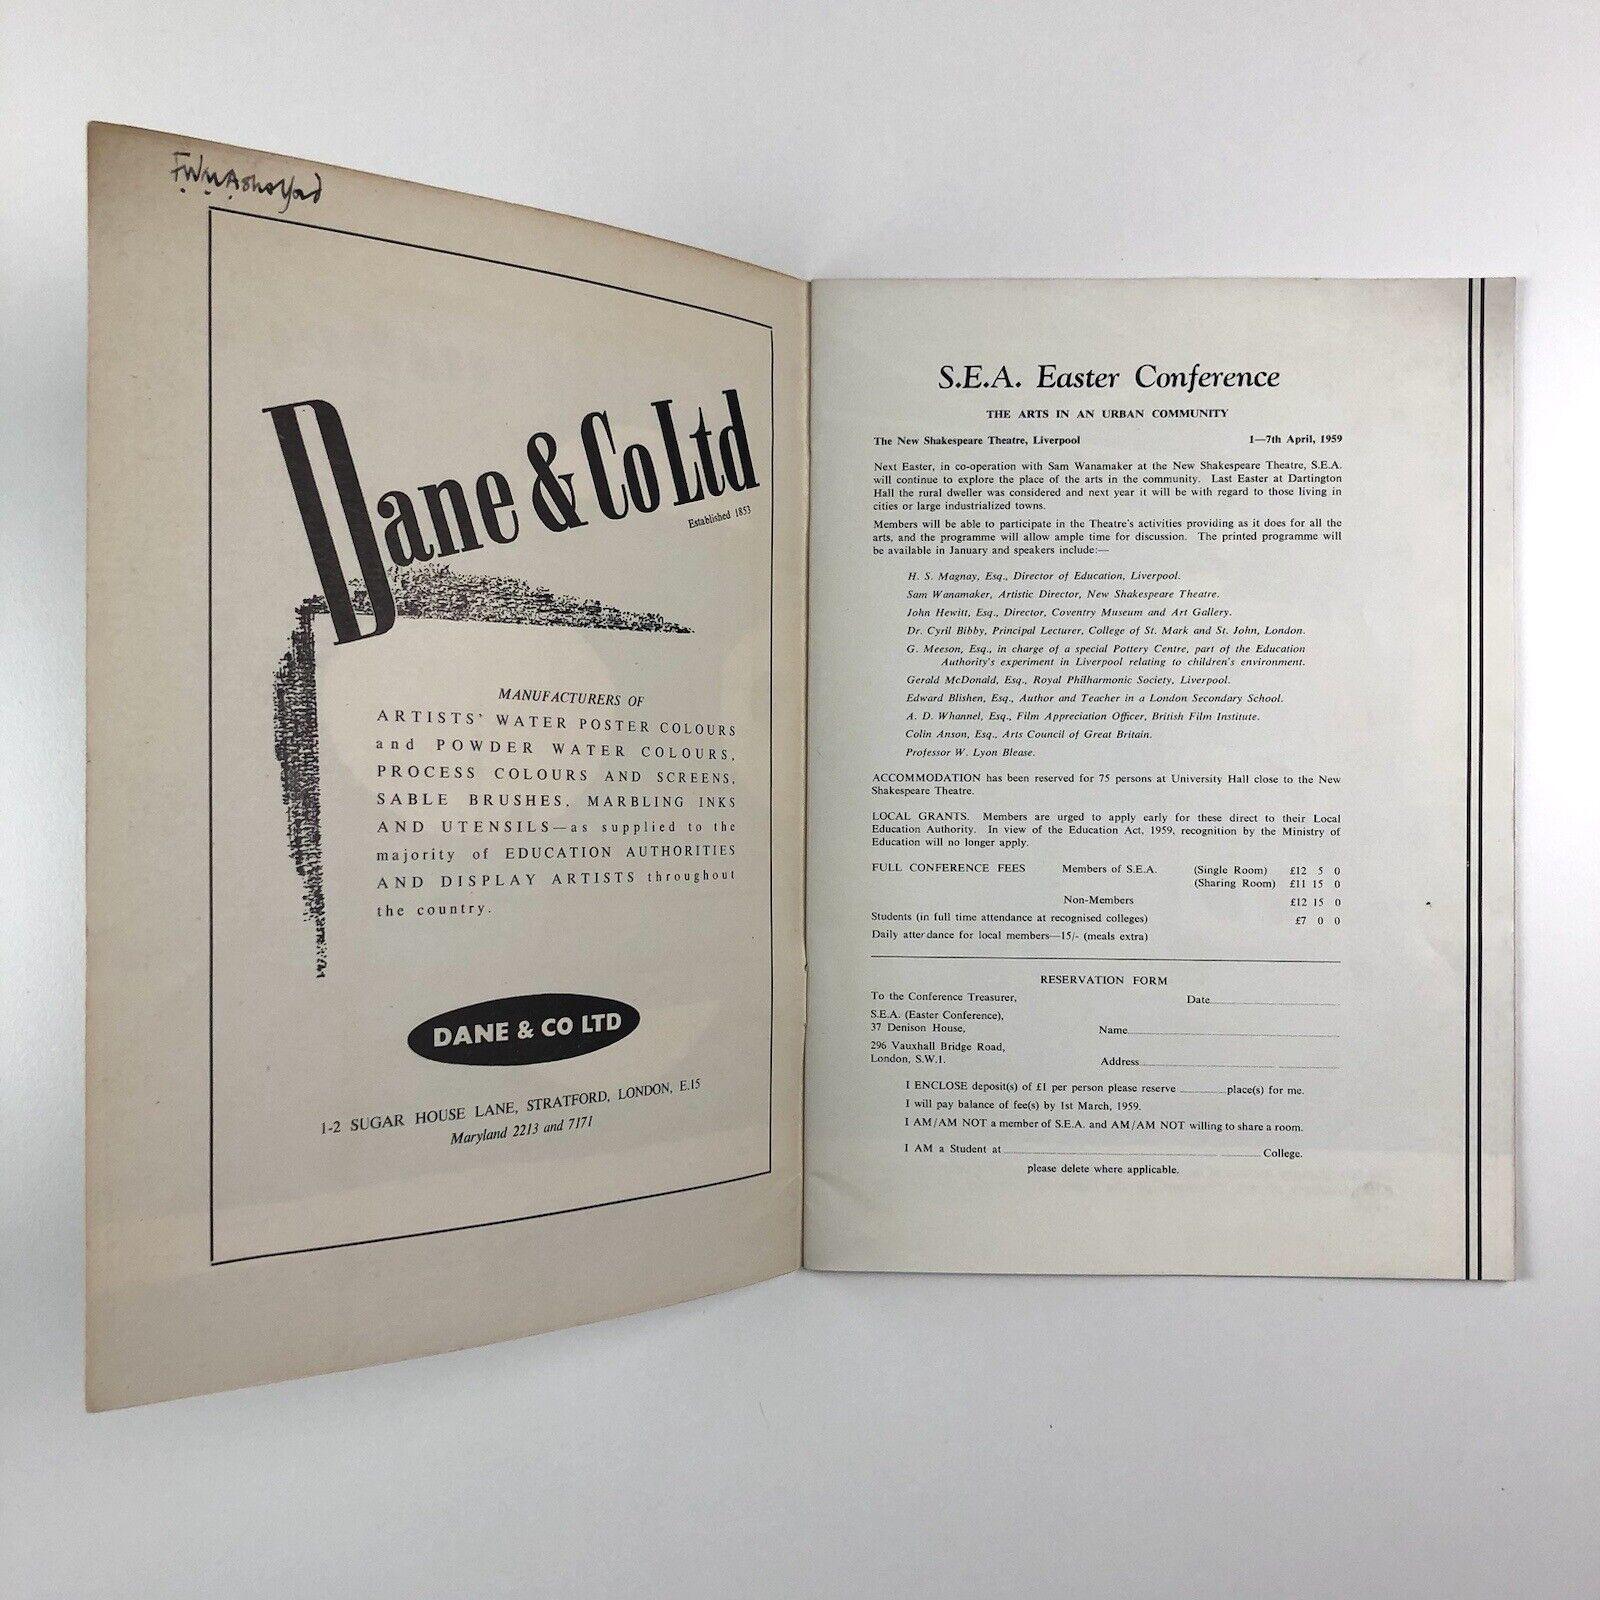 Dane & Co Ltd
Established 1853
MANUFACTURERS OF
ARTISTS' WATER POSTER COLOURS
and POWDER WATER COLOURS,
PROCESS COLOURS AND SCREENS,
SABLE BRUSHES, MARBLING INKS
AND UTENSILS—as supplied to the
majority of EDUCATION AUTHORITIES
AND DISPLAY ARTISTS throughout
the country.
DANE & CO LTD
1-2 SUGAR HOUSE LANE, STRATFORD, LONDON, E.15
Maryland 2213 and 7171
S.E.A. Easter Conference
THE ARTS IN AN URBAN COMMUNITY
The New Shakespeare Theatre, Liverpool 1—7th April, 1959
Next Easter, in co-operation with Sam Wanamaker at the New Shakespeare Theatre, S.E.A.
will continue to explore the place of the arts in the community. Last Easter at Dartington
Hall the rural dweller was considered and next year it will be with regard to those living in
cities or large industrialized towns.
Members will be able to participate in the Theatre's activities providing as it does for all the
arts, and the programme will allow ample time for discussion. The printed programme will
be available in January and speakers include:—
H. S. Magnay, Esq., Director of Education, Liverpool.
Sam Wanamaker, Artistic Director, New Shakespeare Theatre.
John Hewitt, Esq., Director, Coventry Museum and Art Gallery.
Dr. Cyril Bibby, Principal Lecturer, College of St. Mark and St. John, London.
G. Meeson, Esq., in charge of a special Pottery Centre, part of the Education
Authority's experiment in Liverpool relating to children's environment.
Gerald McDonald, Esq., Royal Philharmonic Society, Liverpool.
Edward Blishen, Esq., Author and Teacher in a London Secondary School.
A. D. Whannel, Esq., Film Appreciation Officer, British Film Institute.
Colin Anson, Esq., Arts Council of Great Britain.
Professor W. Lyon Blease.
ACCOMMODATION has been reserved for 75 persons at University Hall close to the New
Shakespeare Theatre.
LOCAL GRANTS. Members are urged to apply early for these direct to their Local
Education Authority. In view of the Education Act, 1959, recognition by the Ministry of
Education will no longer apply.
FULL CONFERENCE FEES Members of S.E.A. (Single Room) £12 5 0
(Sharing Room) £11 15 0
Non-Members £12 15 0
Students (in full time attendance at recognised colleges) £7 0 0
Daily attendance for local members—15/- (meals extra)
RESERVATION FORM
To the Conference Treasurer, Date
S.E.A. (Easter Conference),
37 Denison House, Name
296 Vauxhall Bridge Road,
London, S.W.1. Address
I ENCLOSE deposit(s) of £1 per person please reserve place(s) for me.
I will pay balance of fee(s) by 1st March, 1959.
I AM/AM NOT a member of S.E.A. and AM/AM NOT willing to share a room.
I AM a Student at College.
please delete where applicable.